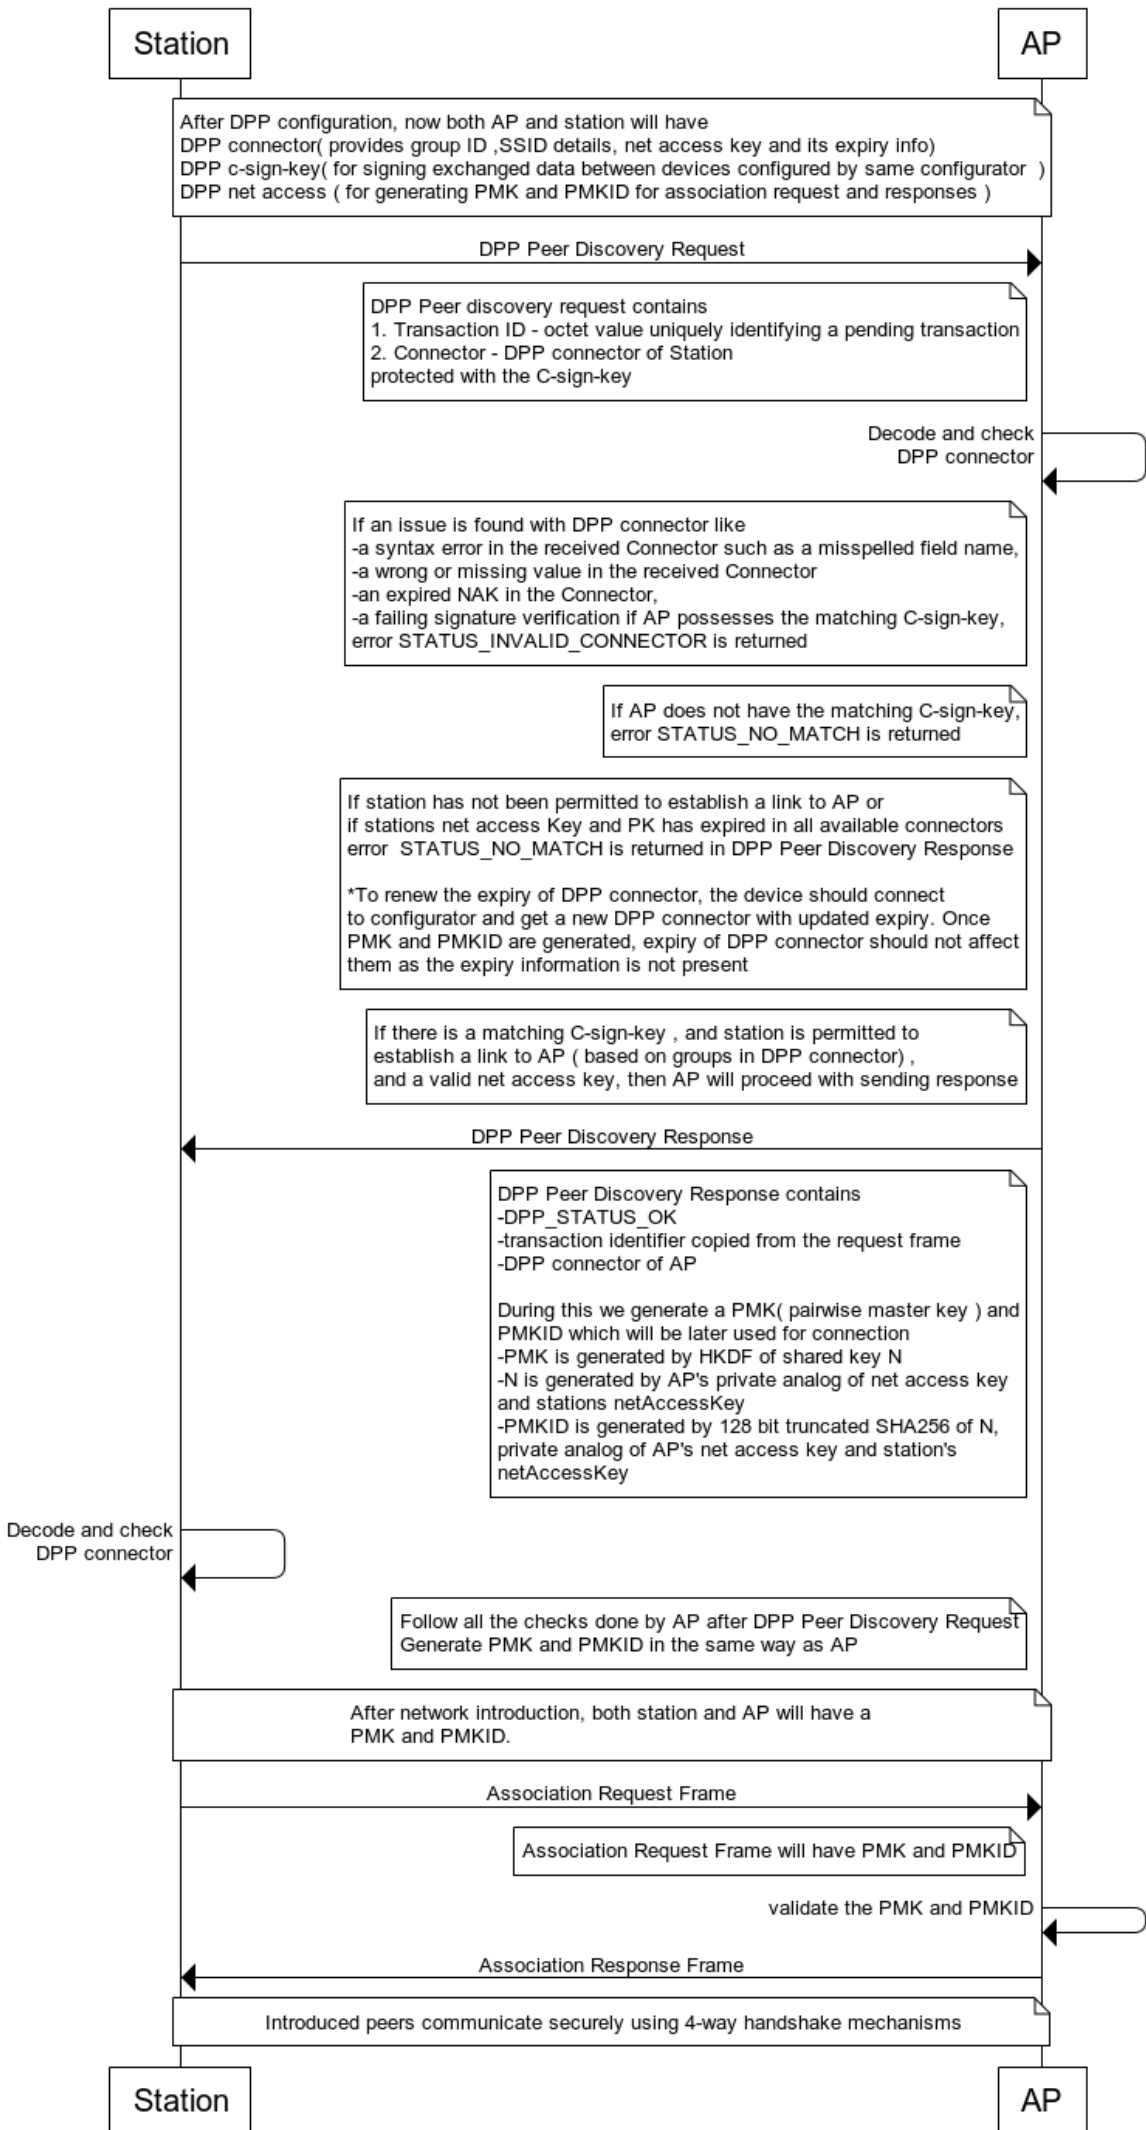 Station
AP
After DPP configuration, now both AP and station will have
DPP connector( provides group ID ,SSID details, net access key and its expiry info)
DPP c-sign-key( for signing exchanged data between devices configured by same configurator  )
DPP net access ( for generating PMK and PMKID for association request and responses )
DPP Peer Discovery Request
DPP Peer discovery request contains
1. Transaction ID - octet value uniquely identifying a pending transaction
2. Connector - DPP connector of Station
protected with the C-sign-key
Decode and check
DPP connector
If an issue is found with DPP connector like
-a syntax error in the received Connector such as a misspelled field name,
-a wrong or missing value in the received Connector
-an expired NAK in the Connector,
-a failing signature verification if AP possesses the matching C-sign-key,
error STATUS_INVALID_CONNECTOR is returned
If AP does not have the matching C-sign-key,
error STATUS_NO_MATCH is returned
If station has not been permitted to establish a link to AP or
if stations net access Key and PK has expired in all available connectors
error  STATUS_NO_MATCH is returned in DPP Peer Discovery Response
*To renew the expiry of DPP connector, the device should connect
to configurator and get a new DPP connector with updated expiry. Once
PMK and PMKID are generated, expiry of DPP connector should not affect
them as the expiry information is not present
If there is a matching C-sign-key , and station is permitted to
establish a link to AP ( based on groups in DPP connector) ,
and a valid net access key, then AP will proceed with sending response
DPP Peer Discovery Response
DPP Peer Discovery Response contains
-DPP_STATUS_OK
-transaction identifier copied from the request frame
-DPP connector of AP
During this we generate a PMK( pairwise master key ) and
PMKID which will be later used for connection
-PMK is generated by HKDF of shared key N
-N is generated by AP's private analog of net access key
and stations netAccessKey
-PMKID is generated by 128 bit truncated SHA256 of N,
private analog of AP's net access key and station's
netAccessKey
Decode and check
DPP connector
Follow all the checks done by AP after DPP Peer Discovery Request
Generate PMK and PMKID in the same way as AP
After network introduction, both station and AP will have a
PMK and PMKID.
Association Request Frame
Association Request Frame will have PMK and PMKID
validate the PMK and PMKID
Association Response Frame
Introduced peers communicate securely using 4-way handshake mechanisms
Station
AP